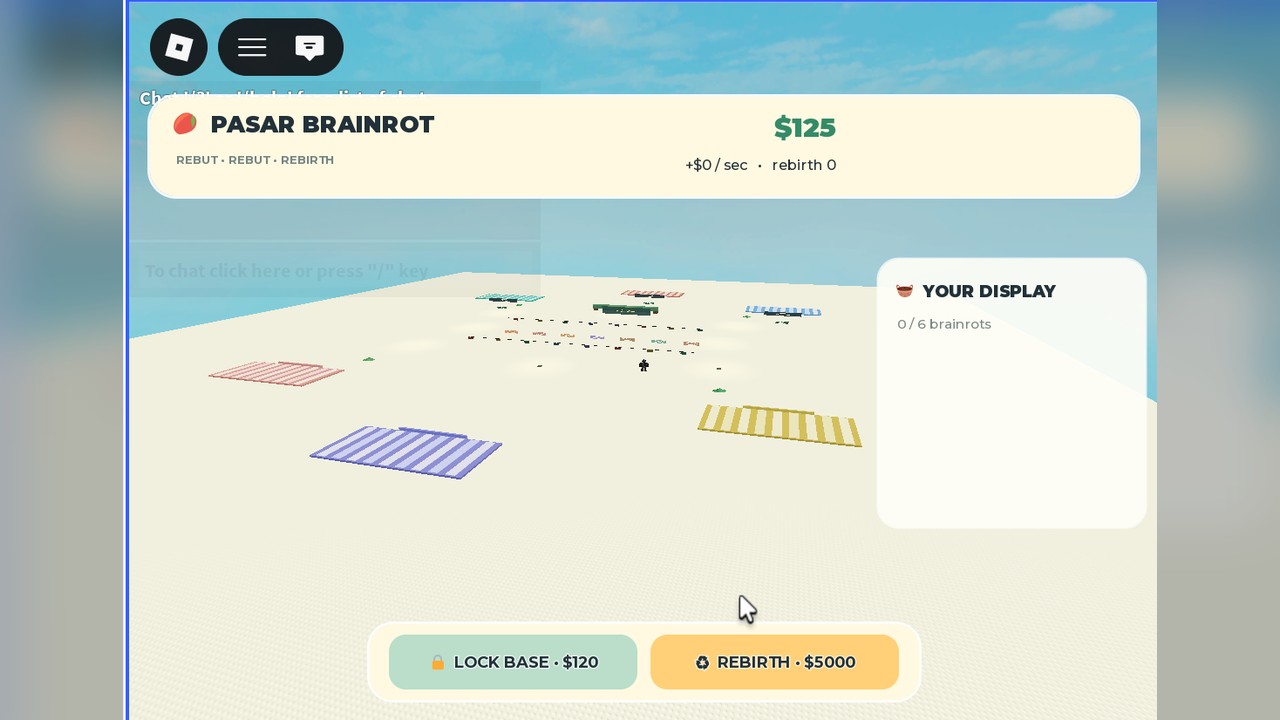 🍓 PASAR BRAINROT
REBUT • REBUT • REBIRTH
$125
+$0 / sec • rebirth 0
To chat click here or press "/" key
YOUR DISPLAY
0 / 6 brainrots
LOCK BASE • $120
REBIRTH • $5000